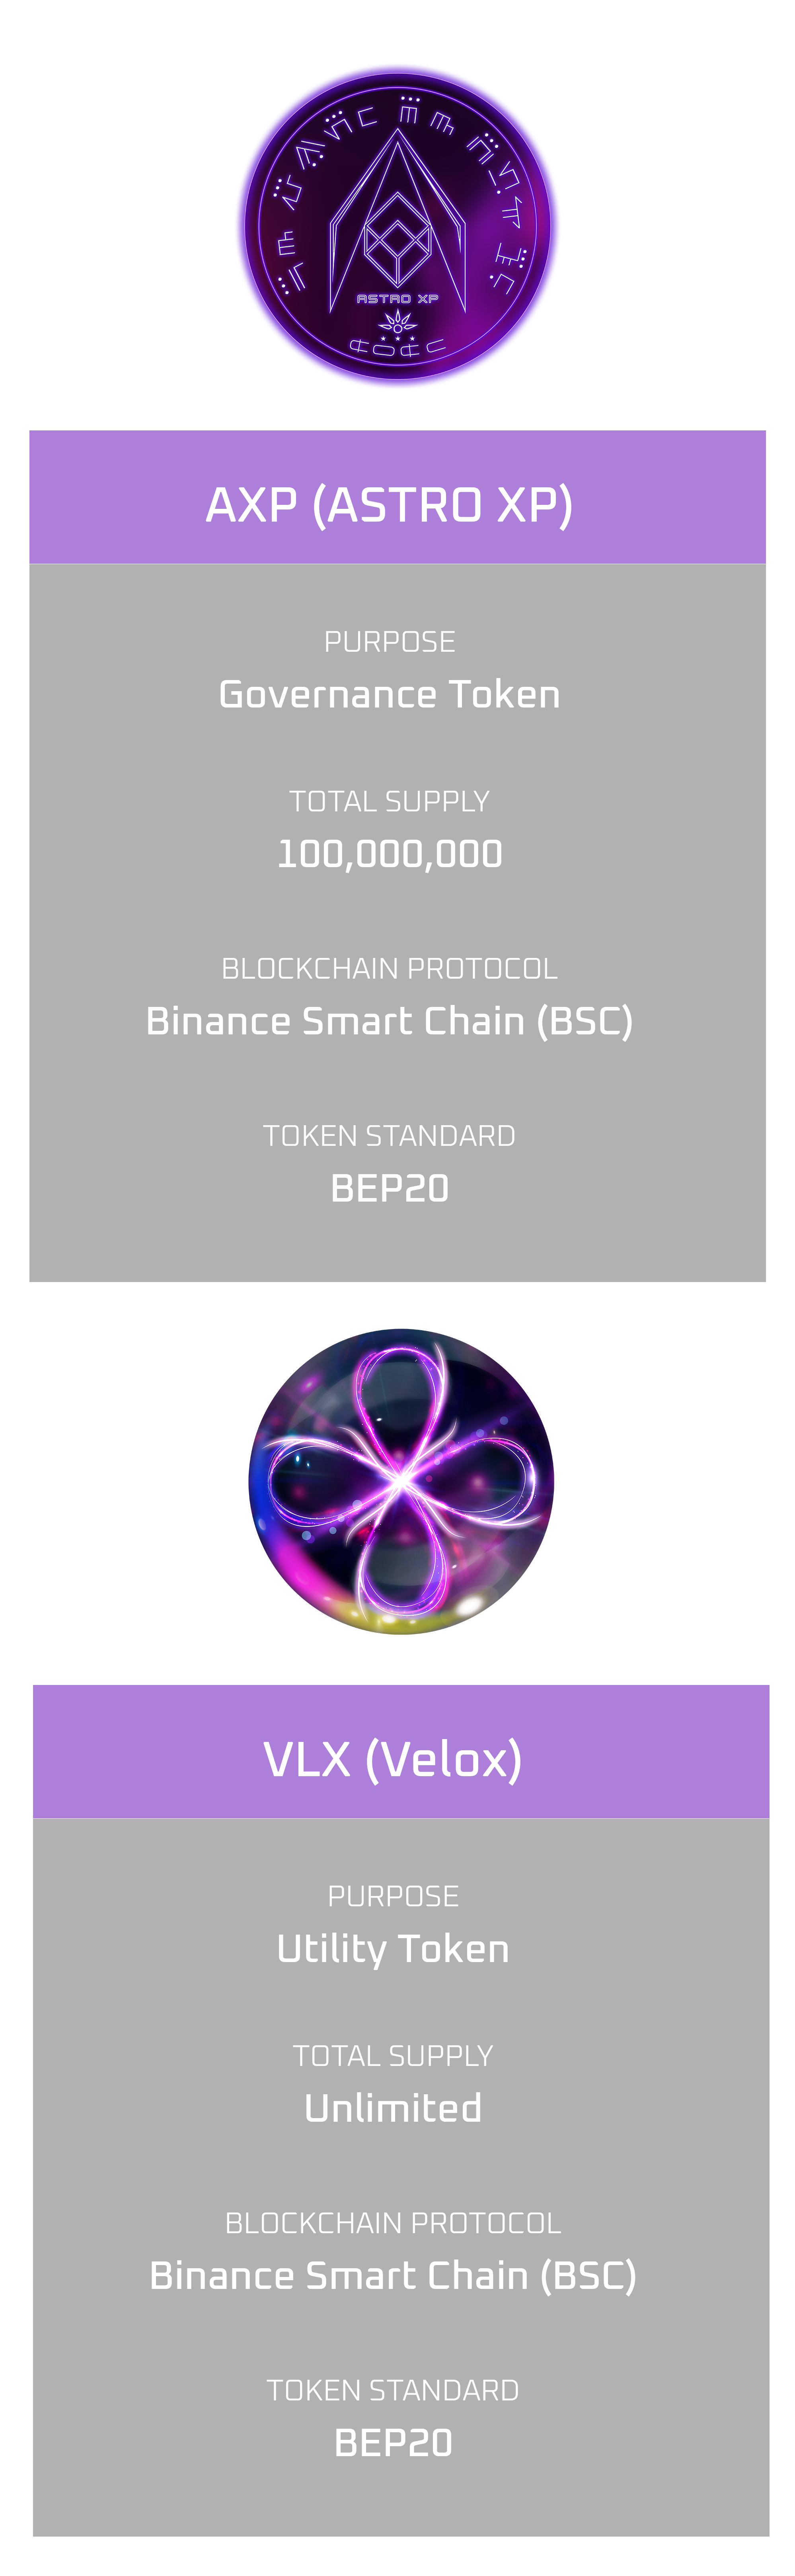 ASTRO XP
AXP (ASTRO XP)
PURPOSE
Governance Token
TOTAL SUPPLY
100,000,000
BLOCKCHAIN PROTOCOL
Binance Smart Chain (BSC)
TOKEN STANDARD
BEP20
VLX (Velox)
PURPOSE
Utility Token
TOTAL SUPPLY
Unlimited
BLOCKCHAIN PROTOCOL
Binance Smart Chain (BSC)
TOKEN STANDARD
BEP20